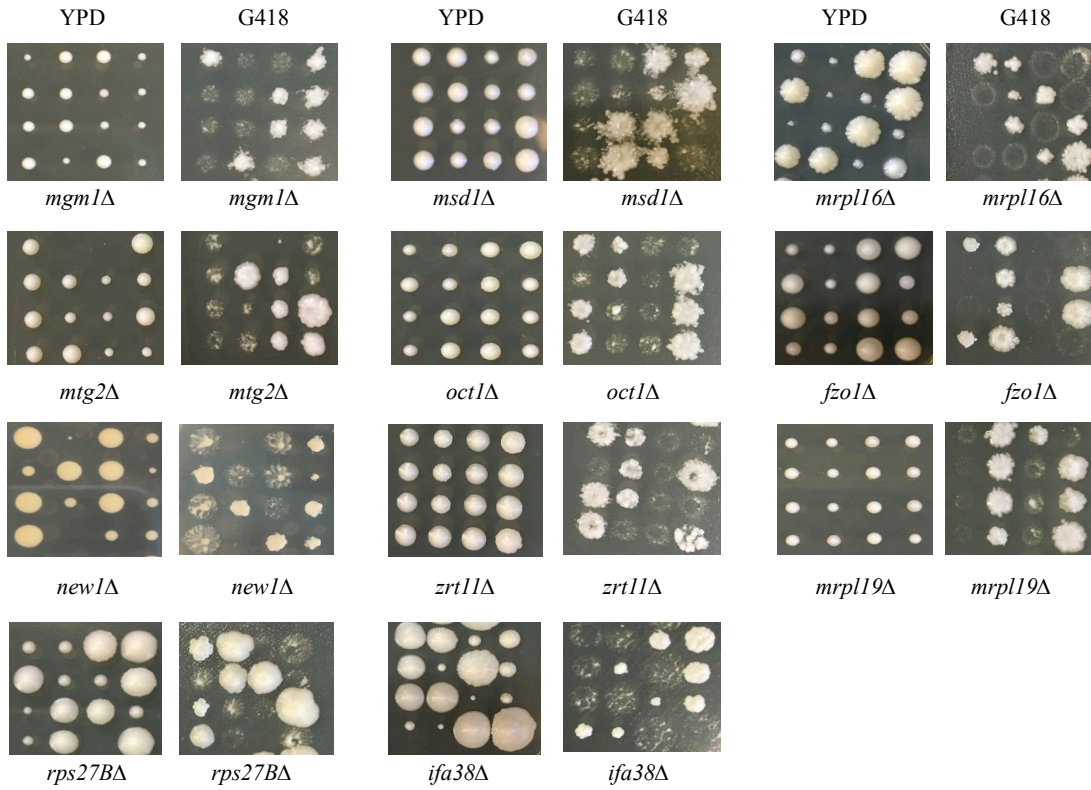 YPD G418 YPD G418 YPD G418
mgm1Δ mgm1Δ msd1Δ msd1Δ mrpl16Δ mrpl16Δ
mtg2Δ mtg2Δ oct1Δ oct1Δ fzo1Δ fzo1Δ
new1Δ new1Δ zrt11Δ zrt11Δ mrpl19Δ mrpl19Δ
rps27BΔ rps27BΔ ifa38Δ ifa38Δ